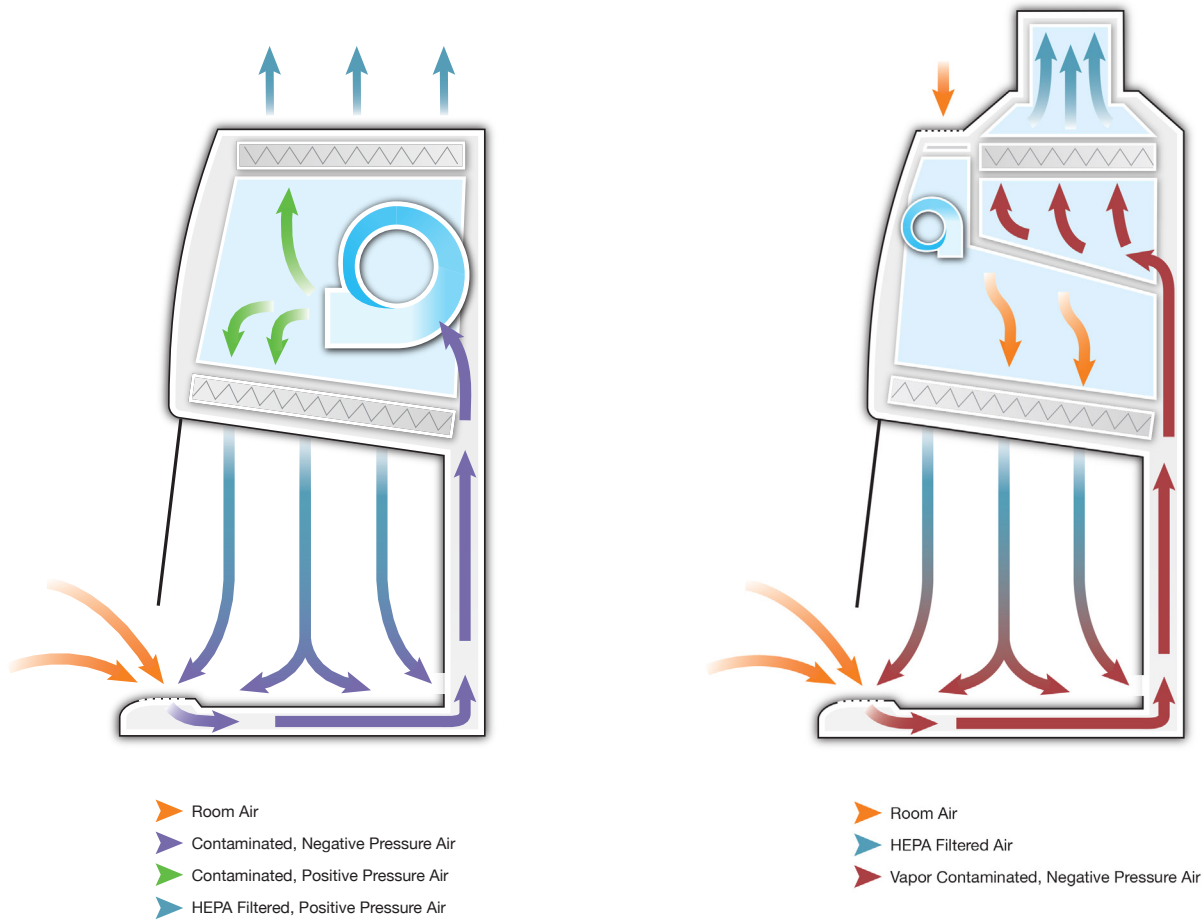 Room Air
Contaminated, Negative Pressure Air
Contaminated, Positive Pressure Air
HEPA Filtered, Positive Pressure Air
Room Air
HEPA Filtered Air
Vapor Contaminated, Negative Pressure Air